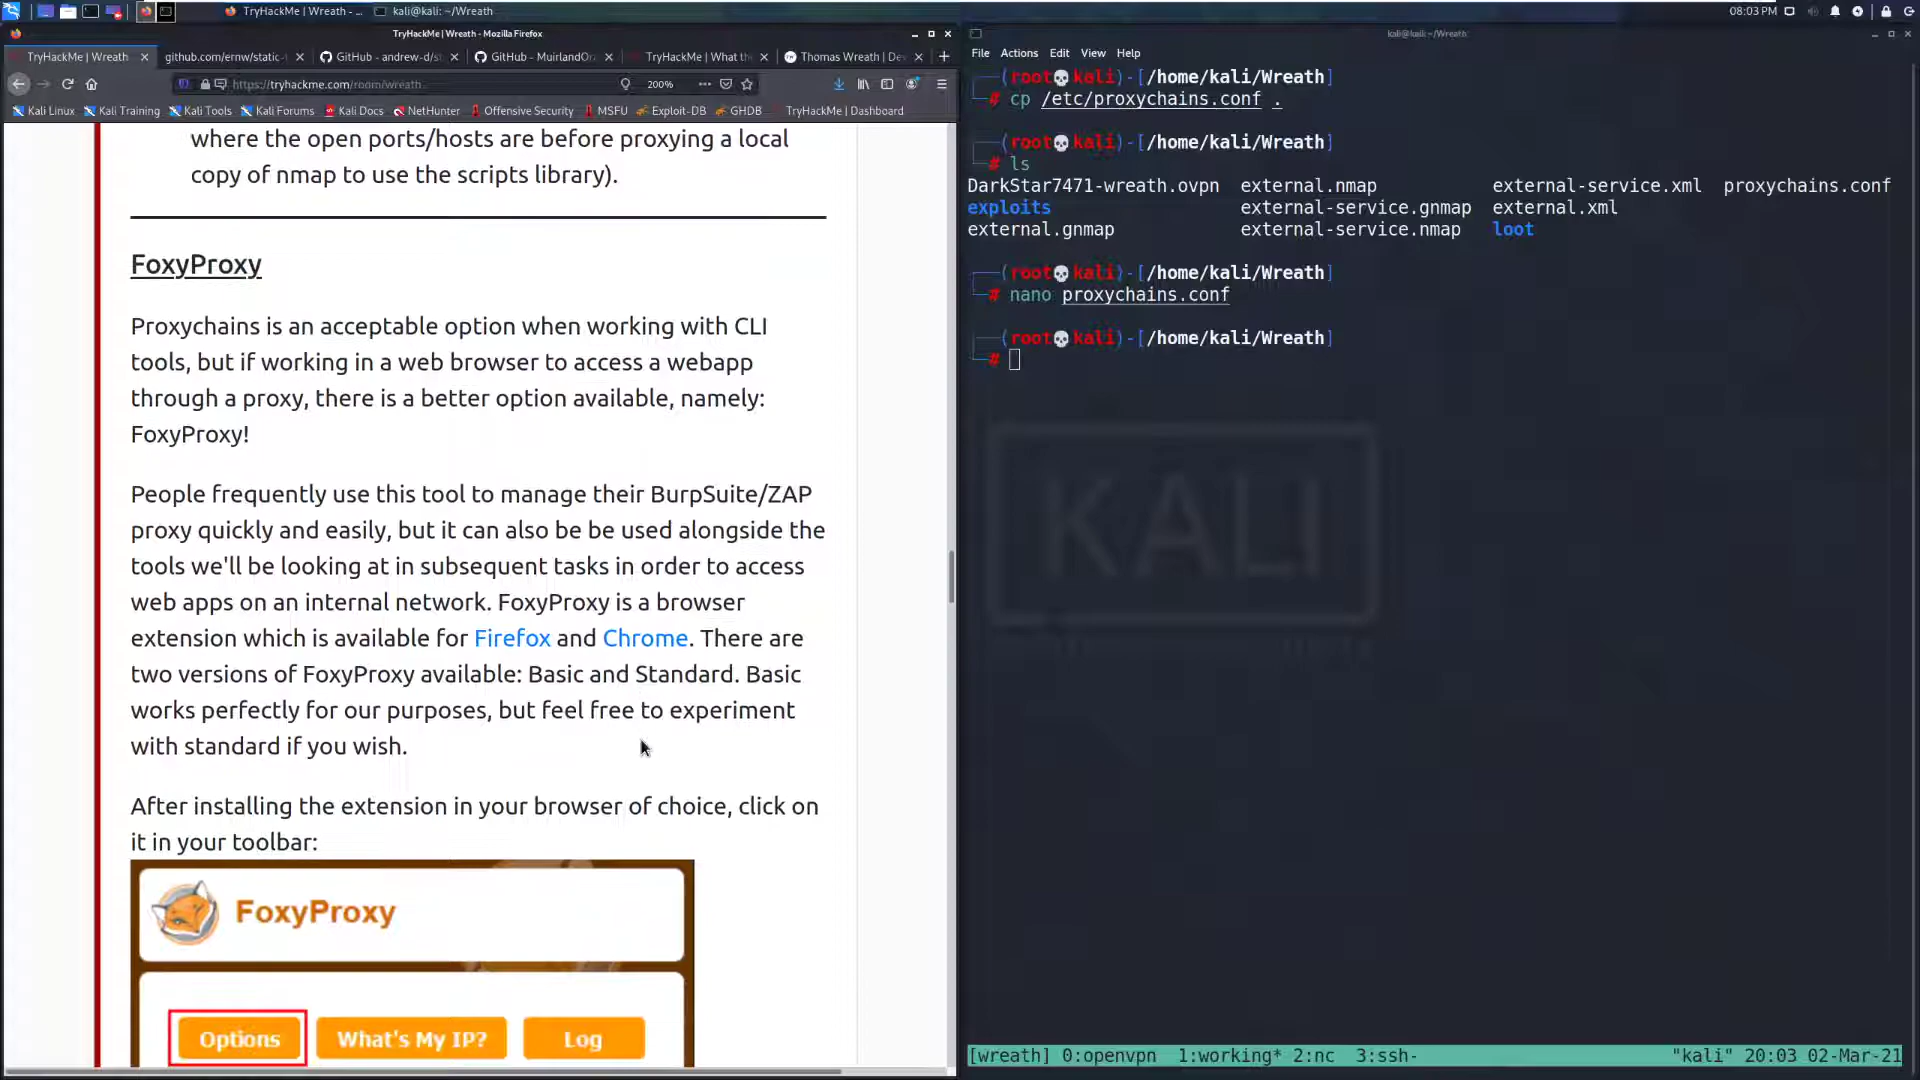 TryHackMe | Wreath - ...
kali@kali: ~/Wreath
08:03 PM
TryHackMe | Wreath - Mozilla Firefox
TryHackMe | Wreath
github.com/ernw/static-t
GitHub - andrew-d/st
GitHub - MuirlandOra
TryHackMe | What the
Thomas Wreath | Dev
https://tryhackme.com/room/wreath
200%
Kali Linux
Kali Training
Kali Tools
Kali Forums
Kali Docs
NetHunter
Offensive Security
MSFU
Exploit-DB
GHDB
TryHackMe | Dashboard
where the open ports/hosts are before proxying a local
copy of nmap to use the scripts library).
FoxyProxy
Proxychains is an acceptable option when working with CLI
tools, but if working in a web browser to access a webapp
through a proxy, there is a better option available, namely:
FoxyProxy!
People frequently use this tool to manage their BurpSuite/ZAP
proxy quickly and easily, but it can also be be used alongside the
tools we'll be looking at in subsequent tasks in order to access
web apps on an internal network. FoxyProxy is a browser
extension which is available for Firefox and Chrome. There are
two versions of FoxyProxy available: Basic and Standard. Basic
works perfectly for our purposes, but feel free to experiment
with standard if you wish.
After installing the extension in your browser of choice, click on
it in your toolbar:
FoxyProxy
Options
What's My IP?
Log
kali@kali:~/Wreath
File Actions Edit View Help
(root💀kali)-[/home/kali/Wreath]
# cp /etc/proxychains.conf .
(root💀kali)-[/home/kali/Wreath]
# ls
DarkStar7471-wreath.ovpn external.nmap external-service.xml proxychains.conf
exploits external-service.gnmap external.xml
external.gnmap external-service.nmap loot
(root💀kali)-[/home/kali/Wreath]
# nano proxychains.conf
(root💀kali)-[/home/kali/Wreath]
#
KALI
[wreath] 0:openvpn 1:working* 2:nc 3:ssh- "kali" 20:03 02-Mar-21